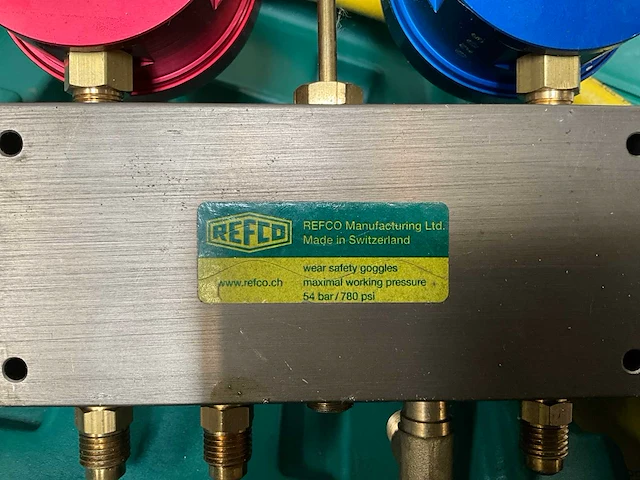 REFCO
REFCO Manufacturing Ltd.
Made in Switzerland
wear safety goggles
www.refco.ch maximal working pressure
54 bar / 780 psi